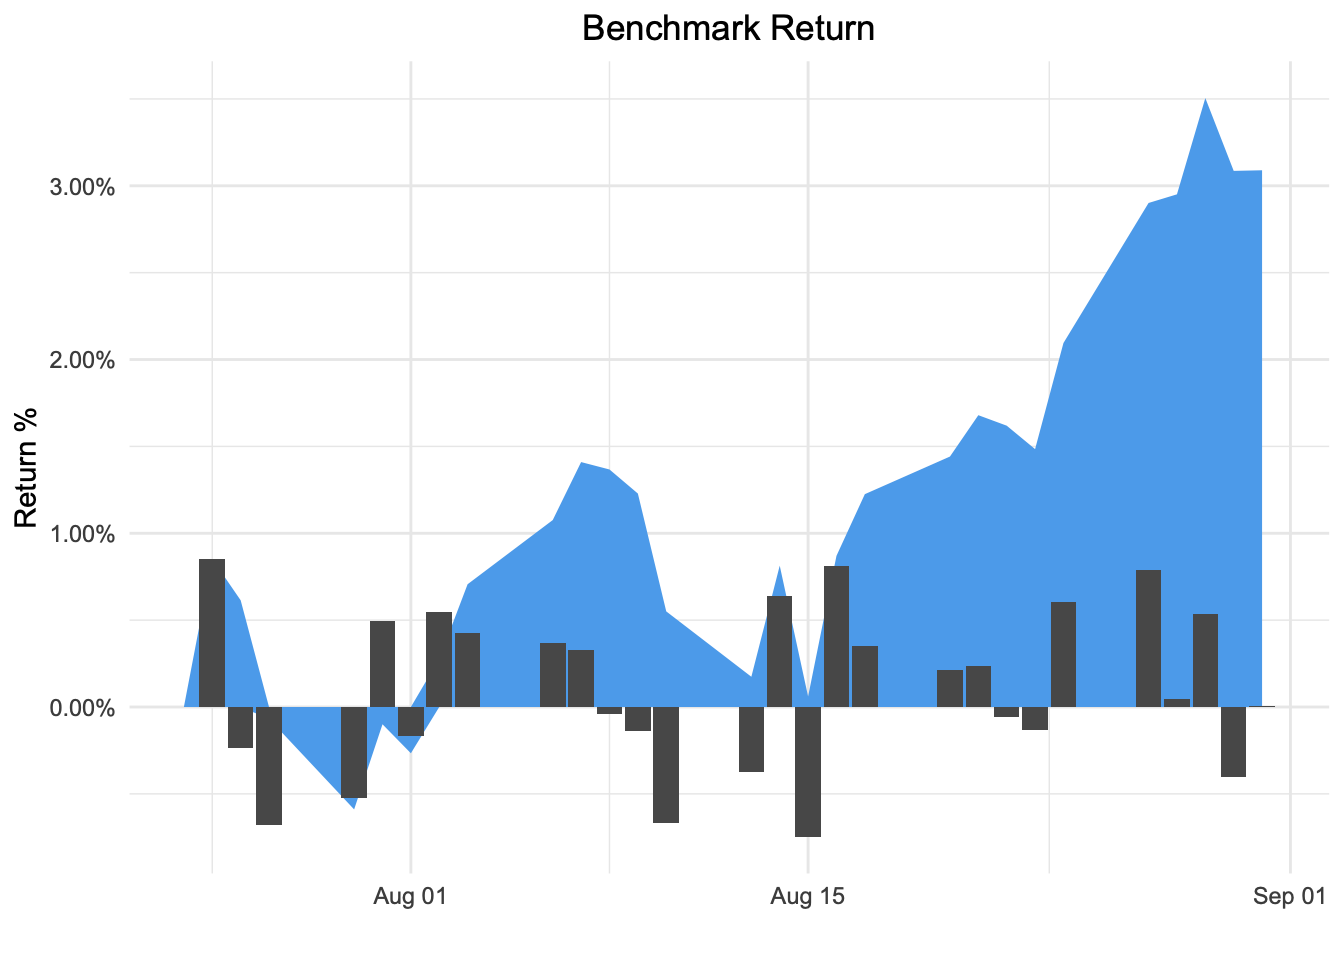 Benchmark Return
Return %
3.00%
2.00%
1.00%
0.00%
Aug 01
Aug 15
Sep 01